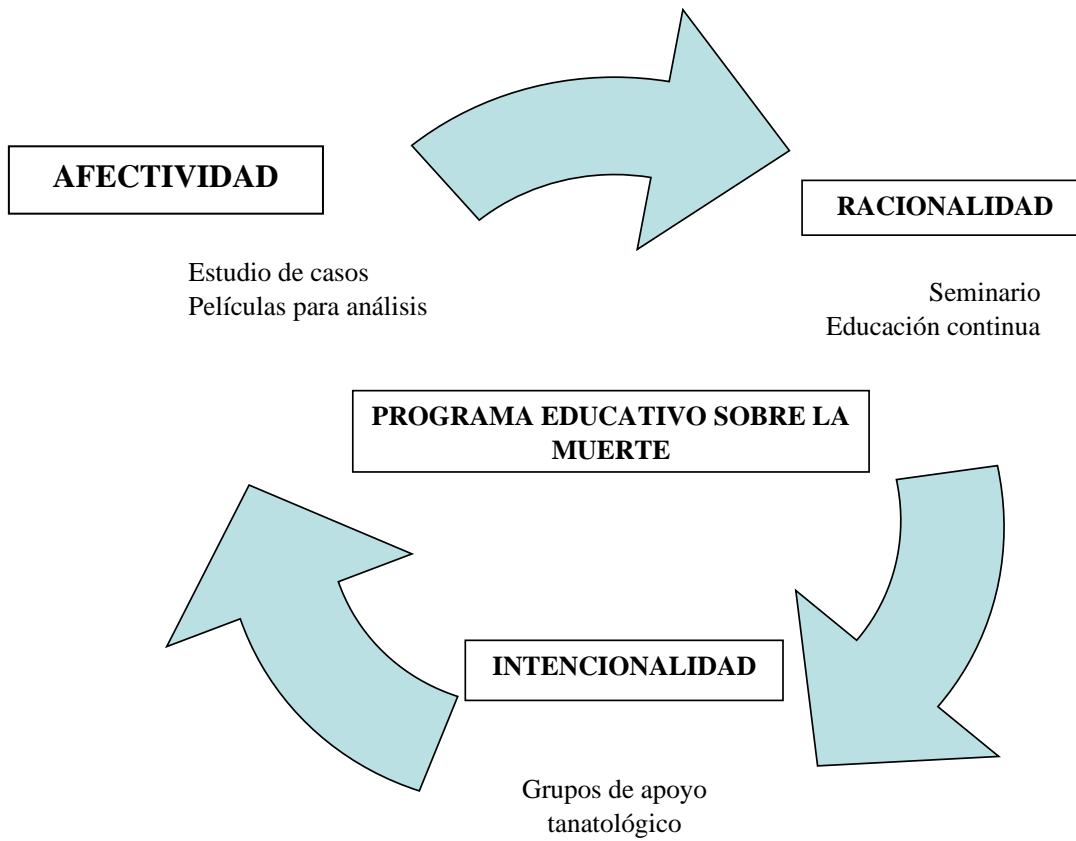 AFECTIVIDAD
RACIONALIDAD
Estudio de casos
Películas para análisis
Seminario
Educación continua
PROGRAMA EDUCATIVO SOBRE LA
MUERTE
INTENCIONALIDAD
Grupos de apoyo
tanatológico